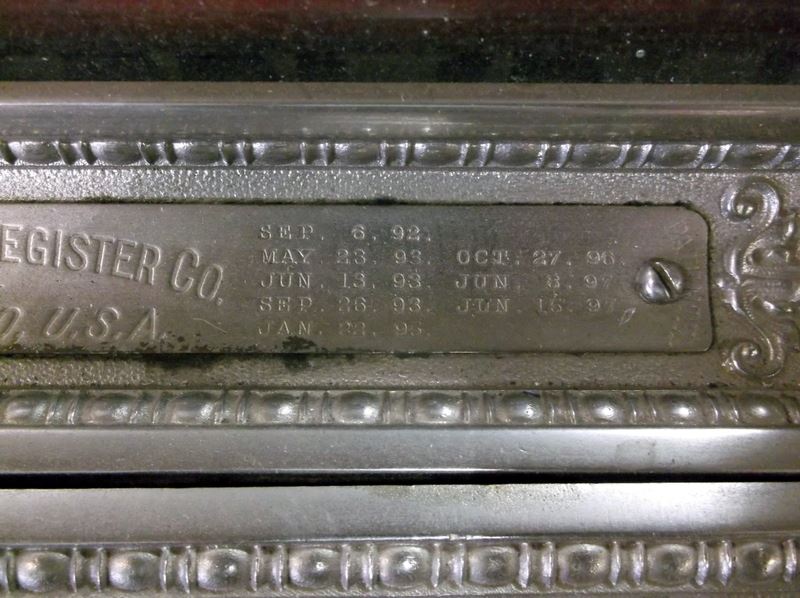 EGISTER CO.
O, U.S.A.
SEP. 6, 92.
MAY. 23. 93. OCT. 27. 96.
JUN. 13. 93. JUN. 8. 97.
SEP. 26. 93. JUN. 15. 97.
JAN. 22. 95.